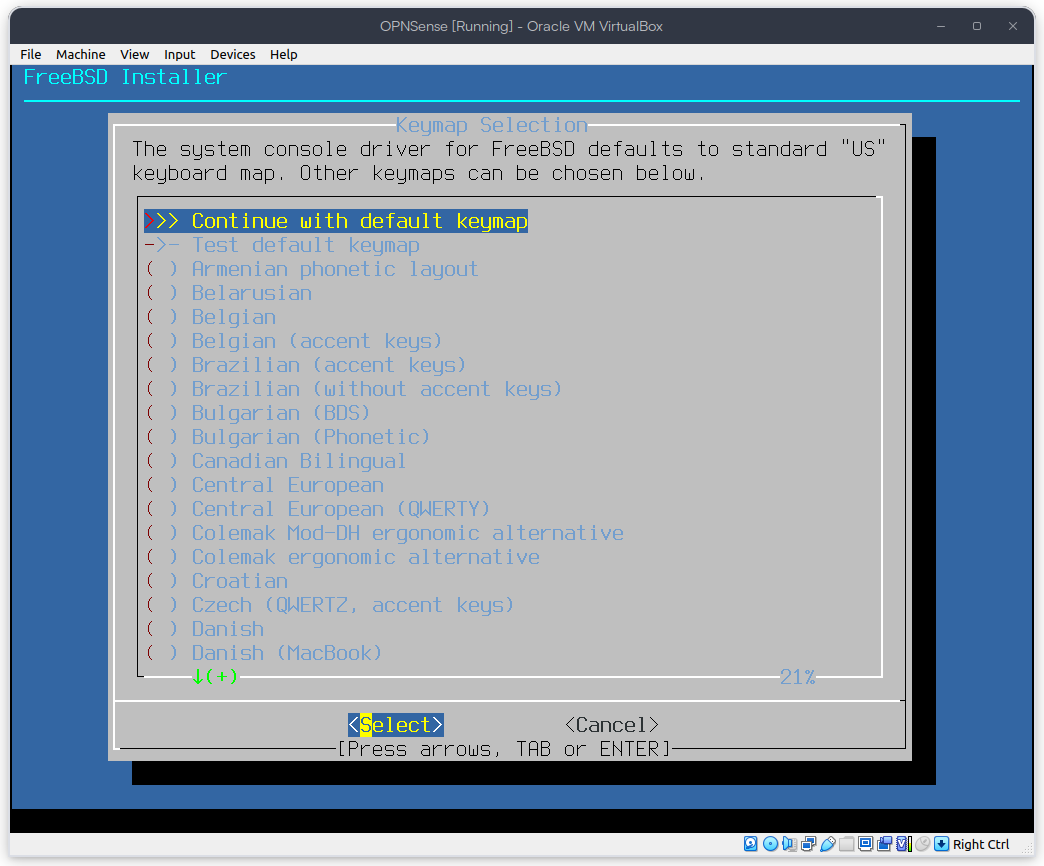 OPNSense [Running] - Oracle VM VirtualBox
File Machine View Input Devices Help
FreeBSD Installer
Keymap Selection
The system console driver for FreeBSD defaults to standard "US"
keyboard map. Other keymaps can be chosen below.
>>> Continue with default keymap
->- Test default keymap
( ) Armenian phonetic layout
( ) Belarusian
( ) Belgian
( ) Belgian (accent keys)
( ) Brazilian (accent keys)
( ) Brazilian (without accent keys)
( ) Bulgarian (BDS)
( ) Bulgarian (Phonetic)
( ) Canadian Bilingual
( ) Central European
( ) Central European (QWERTY)
( ) Colemak Mod-DH ergonomic alternative
( ) Colemak ergonomic alternative
( ) Croatian
( ) Czech (QWERTZ, accent keys)
( ) Danish
( ) Danish (MacBook)
↓(+) 21%
<Select> <Cancel>
[Press arrows, TAB or ENTER]
Right Ctrl